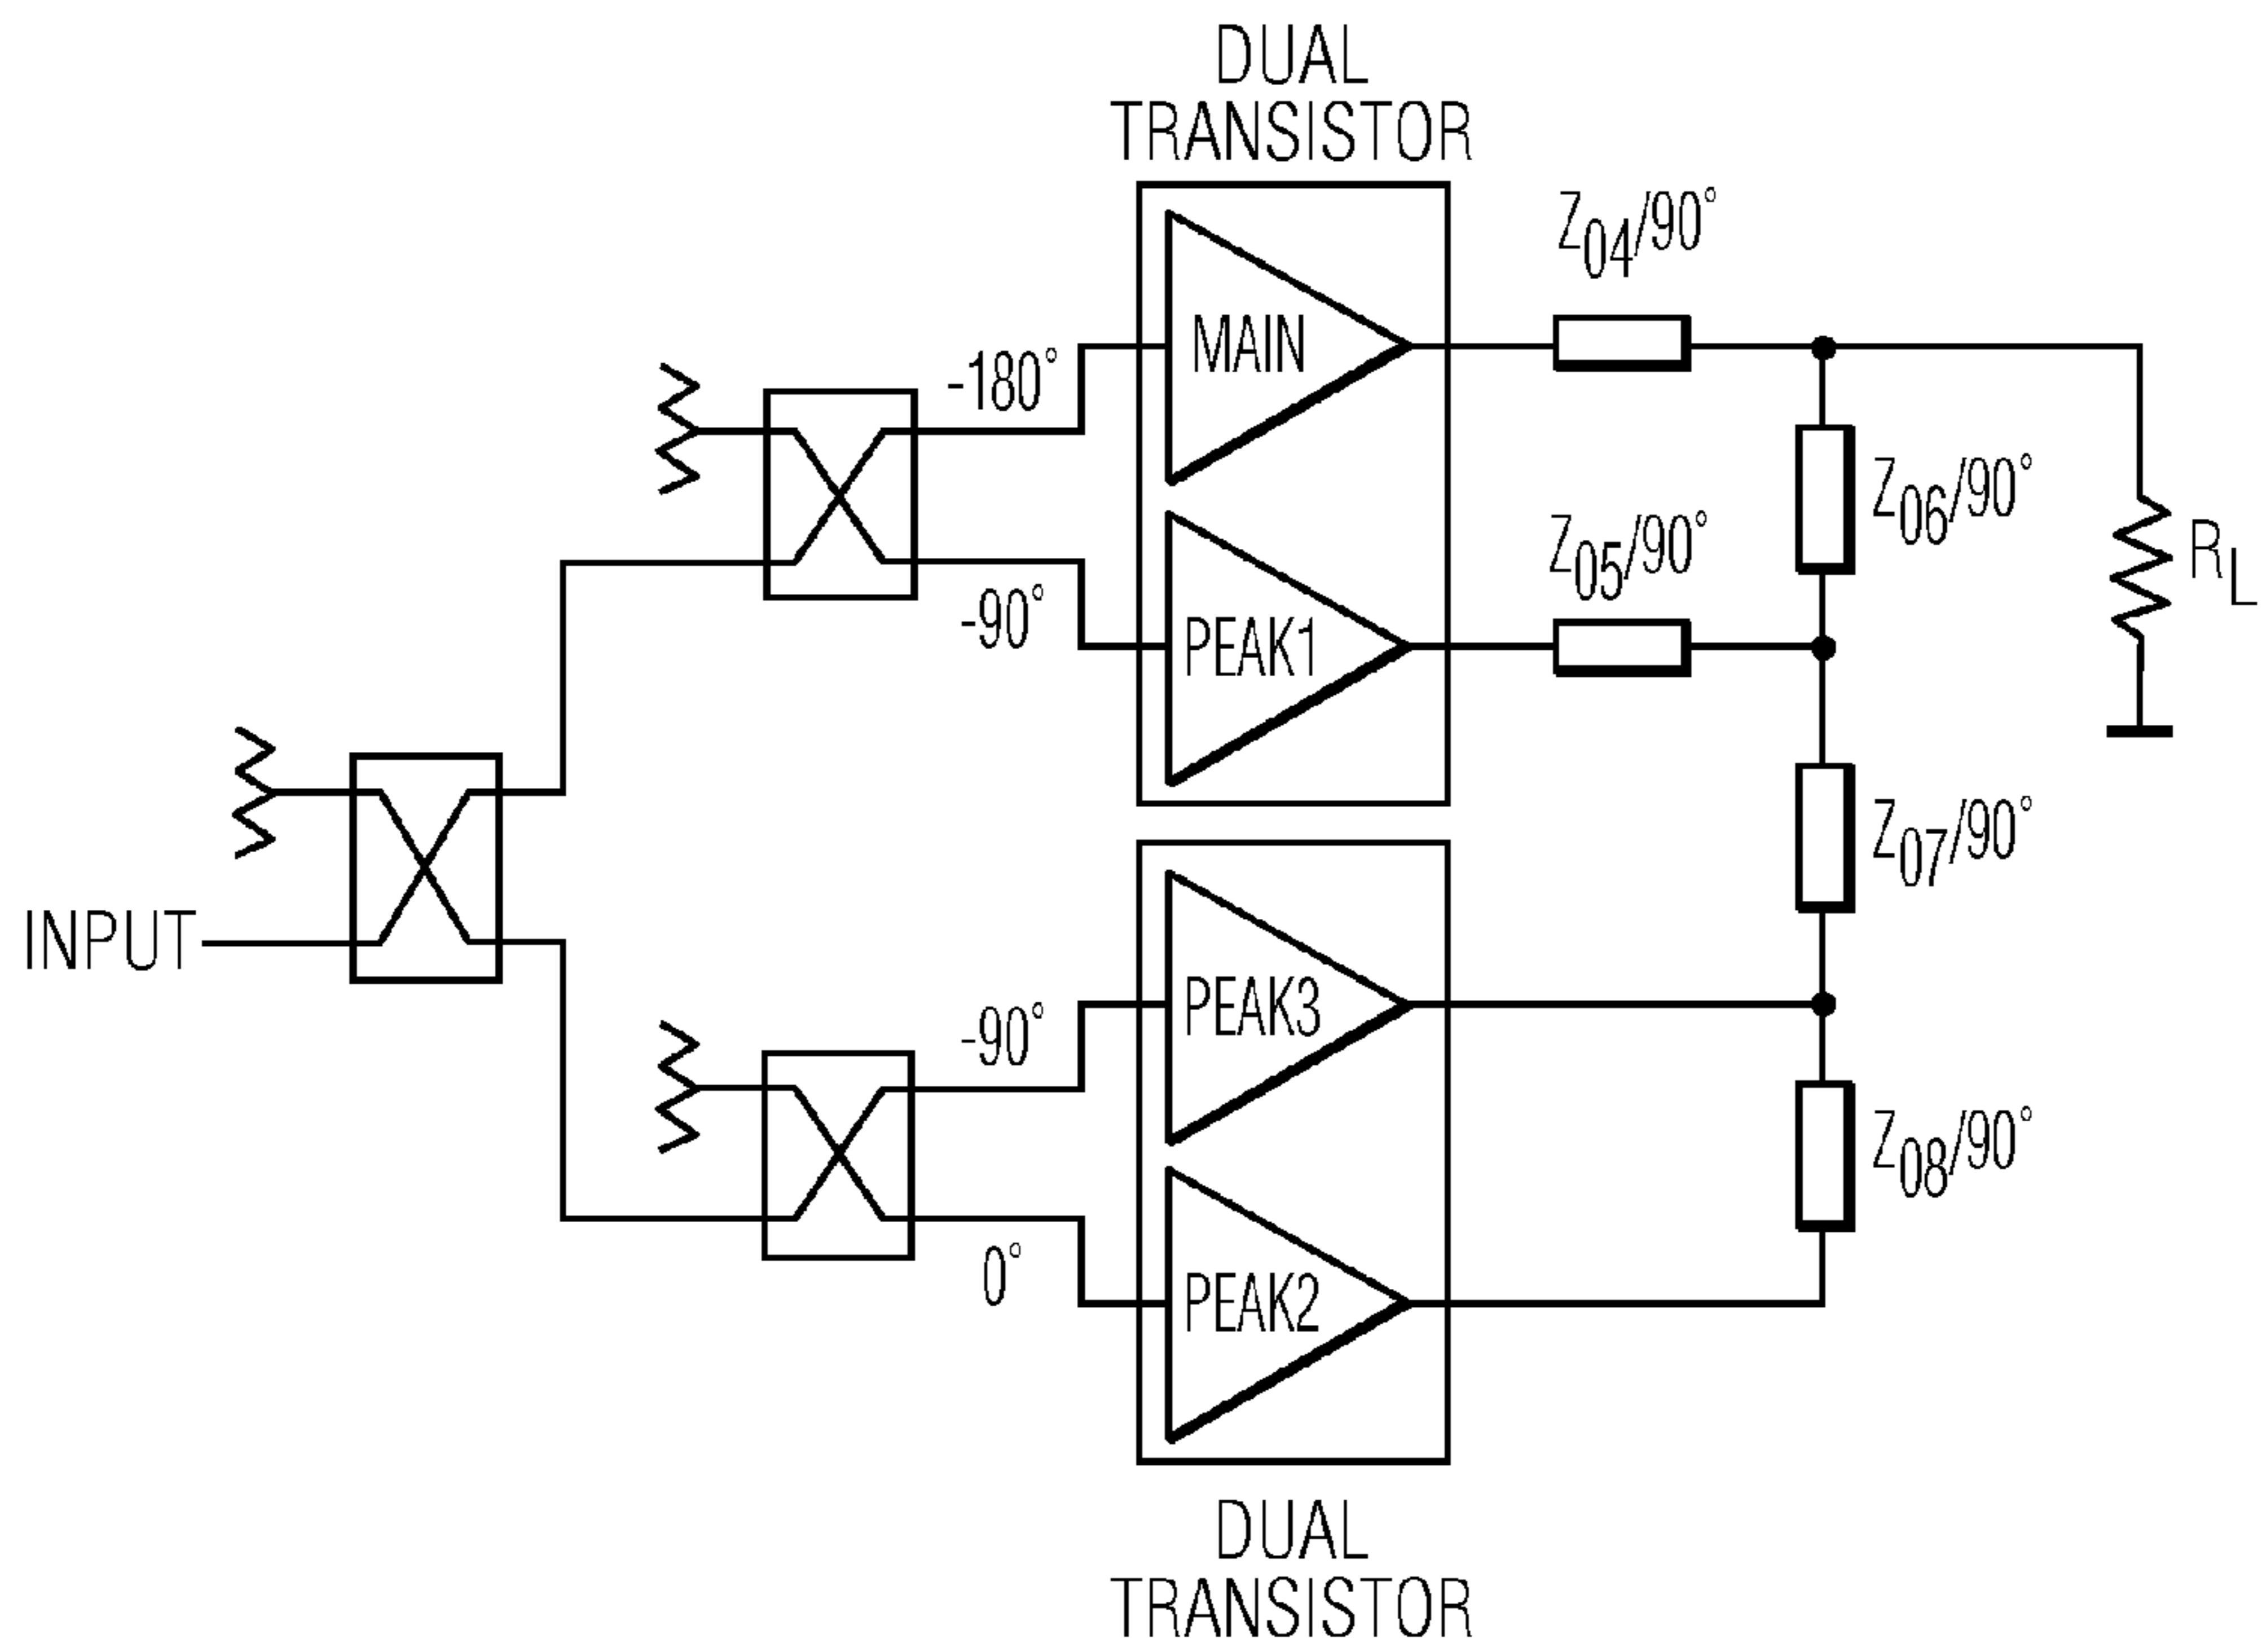 DUAL
TRANSISTOR
Z04/90°
MAIN
-180°
Z06/90°
RL
Z05/90°
-90°
PEAK1
Z07/90°
INPUT
-90°
PEAK3
Z08/90°
0°
PEAK2
DUAL
TRANSISTOR